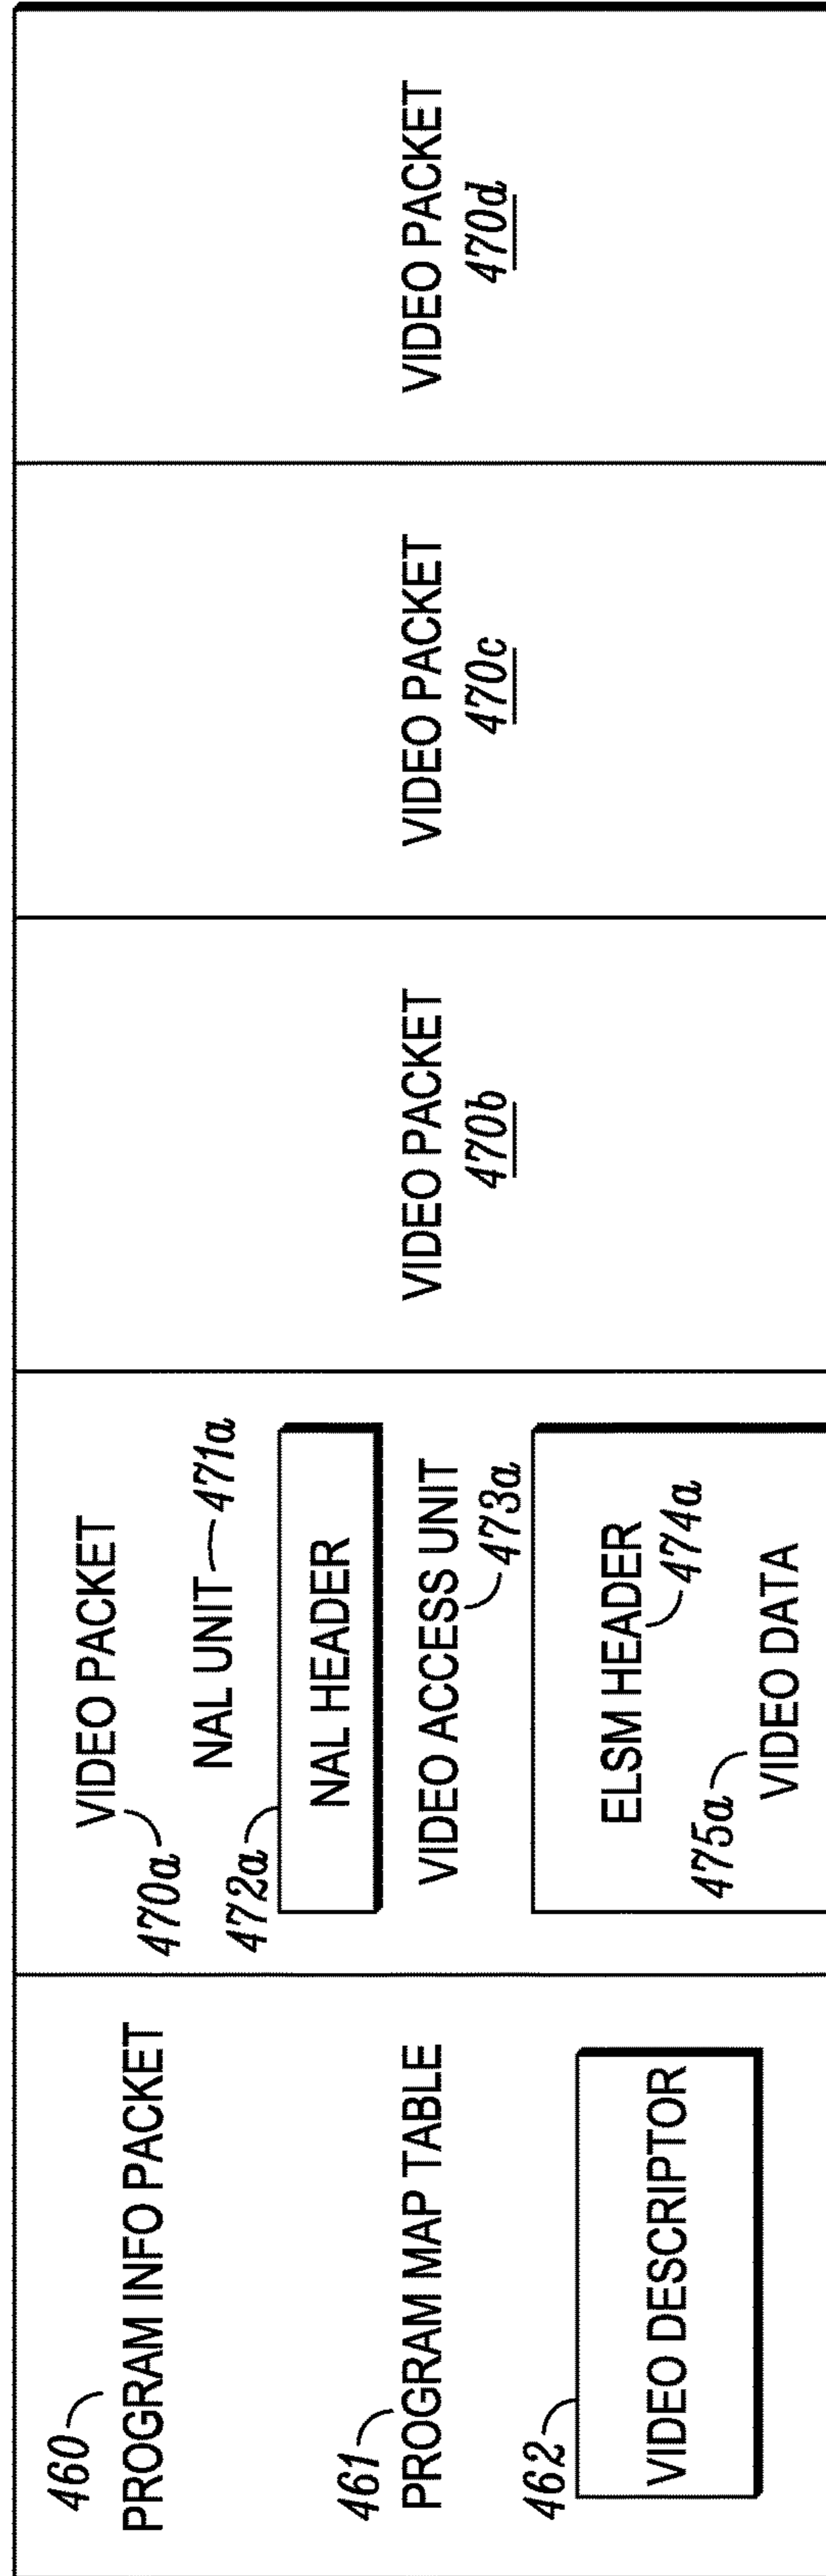 460
PROGRAM INFO PACKET
461
PROGRAM MAP TABLE
462
VIDEO DESCRIPTOR
VIDEO PACKET
470a
NAL UNIT 471a
472a
NAL HEADER
VIDEO ACCESS UNIT
473a
ELSM HEADER
474a
475a
VIDEO DATA
VIDEO PACKET
470b
VIDEO PACKET
470c
VIDEO PACKET
470d